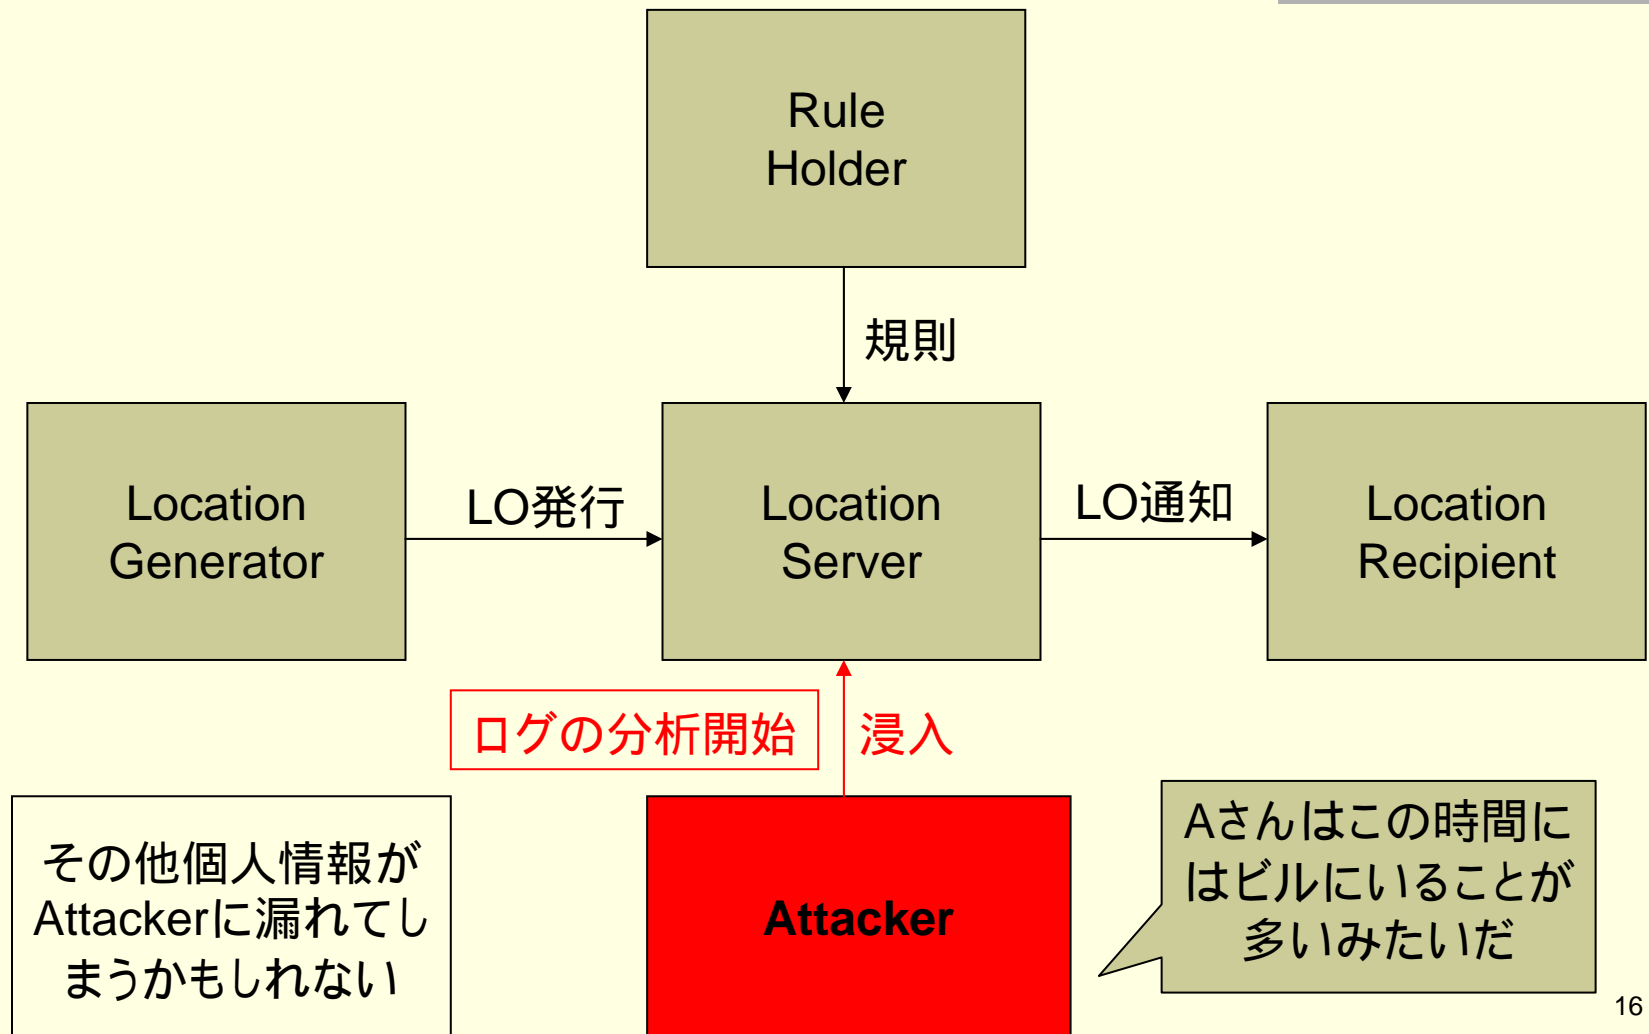 Rule
Holder
規則
Location
Generator
LO発行
Location
Server
LO通知
Location
Recipient
ログの分析開始
浸入
その他個人情報が
Attackerに漏れてし
まうかもしれない
Attacker
Aさんはこの時間に
はビルにいることが
多いみたいだ
16